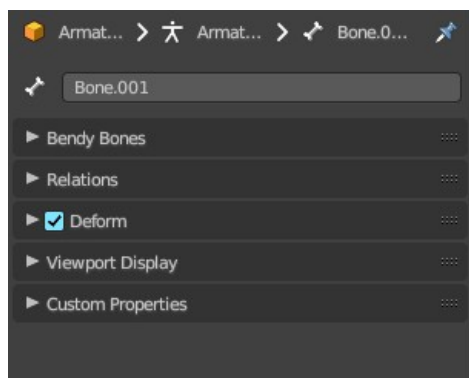 Armat... Armat... Bone.0...
Bone.001
Bendy Bones
Relations
Deform
Viewport Display
Custom Properties